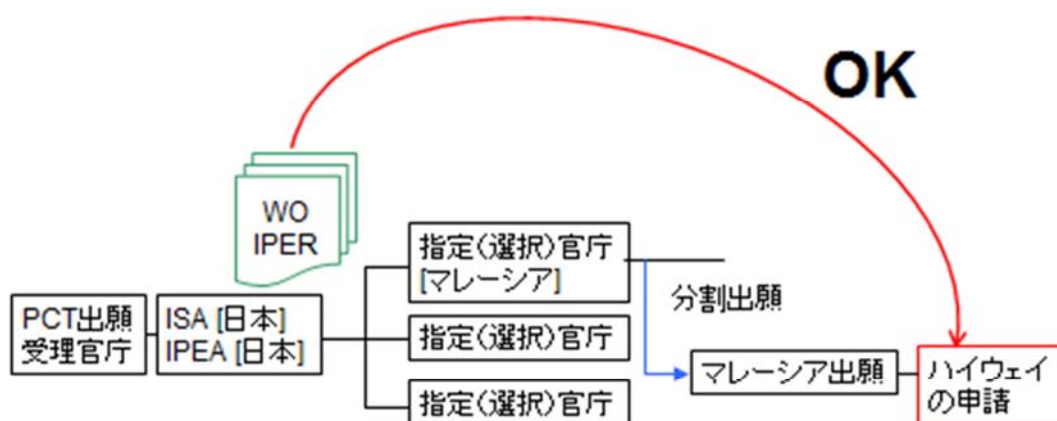 OK
WO
IPER
PCT出願
受理官庁
ISA [日本]
IPEA [日本]
指定(選択)官庁
[マレーシア]
指定(選択)官庁
指定(選択)官庁
分割出願
マレーシア出願
ハイウェイ
の申請